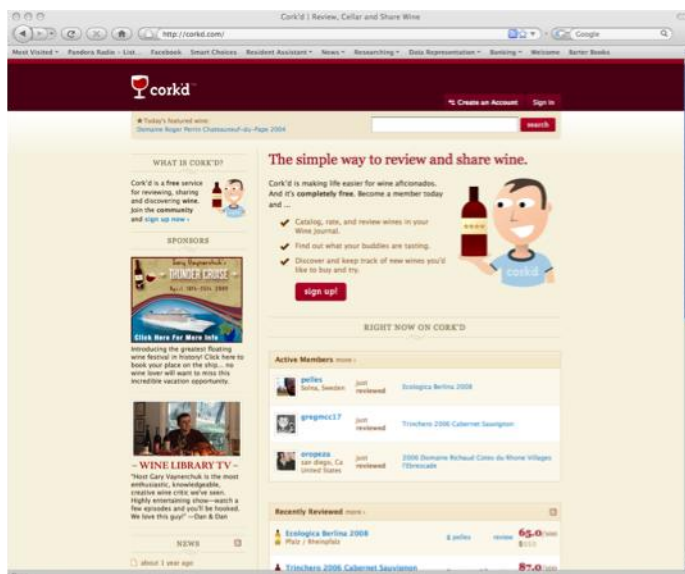 Cork'd | Review, Cellar and Share Wine
http://corkd.com/
Google
Most Visited Pandora Radio – List... Facebook Smart Choices Resident Assistant News Researching Data Representation Banking Welcome Barter Books
corkd
Create an Account Sign In
Today's featured wine:
Domaine Roger Perrin Chateauneuf-du-Pape 2004
search
WHAT IS CORK'D?
Cork'd is a free service
for reviewing, sharing
and discovering wine.
Join the community
and sign up now ›
SPONSORS
Gary Vaynerchuk's
THUNDER CRUISE
Click Here For More Info
Introducing the greatest floating
wine festival in history! Click here to
book your place on the ship... no
wine lover will want to miss this
incredible vacation opportunity.
~ WINE LIBRARY TV ~
"Host Gary Vaynerchuk is the most
enthusiastic, knowledgeable,
creative wine critic we've seen.
Highly entertaining show—watch a
few episodes and you'll be hooked.
We love this guy!" —Dan & Dan
NEWS
about 1 year ago
The simple way to review and share wine.
Cork'd is making life easier for wine aficionados.
And it's completely free. Become a member today
and ...
Catalog, rate, and review wines in your
Wine Journal.
Find out what your buddies are tasting.
Discover and keep track of new wines you'd
like to buy and try.
sign up!
corkd
RIGHT NOW ON CORK'D
Active Members more ›
pelles
Solna, Sweden
just
reviewed
Ecologica Berlina 2008
gregmcc17
just
reviewed
Trinchero 2006 Cabernet Sauvignon
oropeza
san diego, Ca
United States
just
reviewed
2006 Domaine Richaud Cotes du Rhone Villages
l'Ebrescade
Recently Reviewed more ›
Ecologica Berlina 2008
Pfalz / Rheinpfalz
pelles
review
65.0/100
Trinchero 2006 Cabernet Sauvignon
87.0